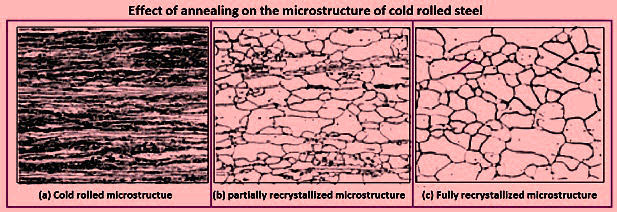 Effect of annealing on the microstructure of cold rolled steel
(a) Cold rolled microstructue
(b) partially recrystallized microstructure
(c) Fully recrystallized microstructure